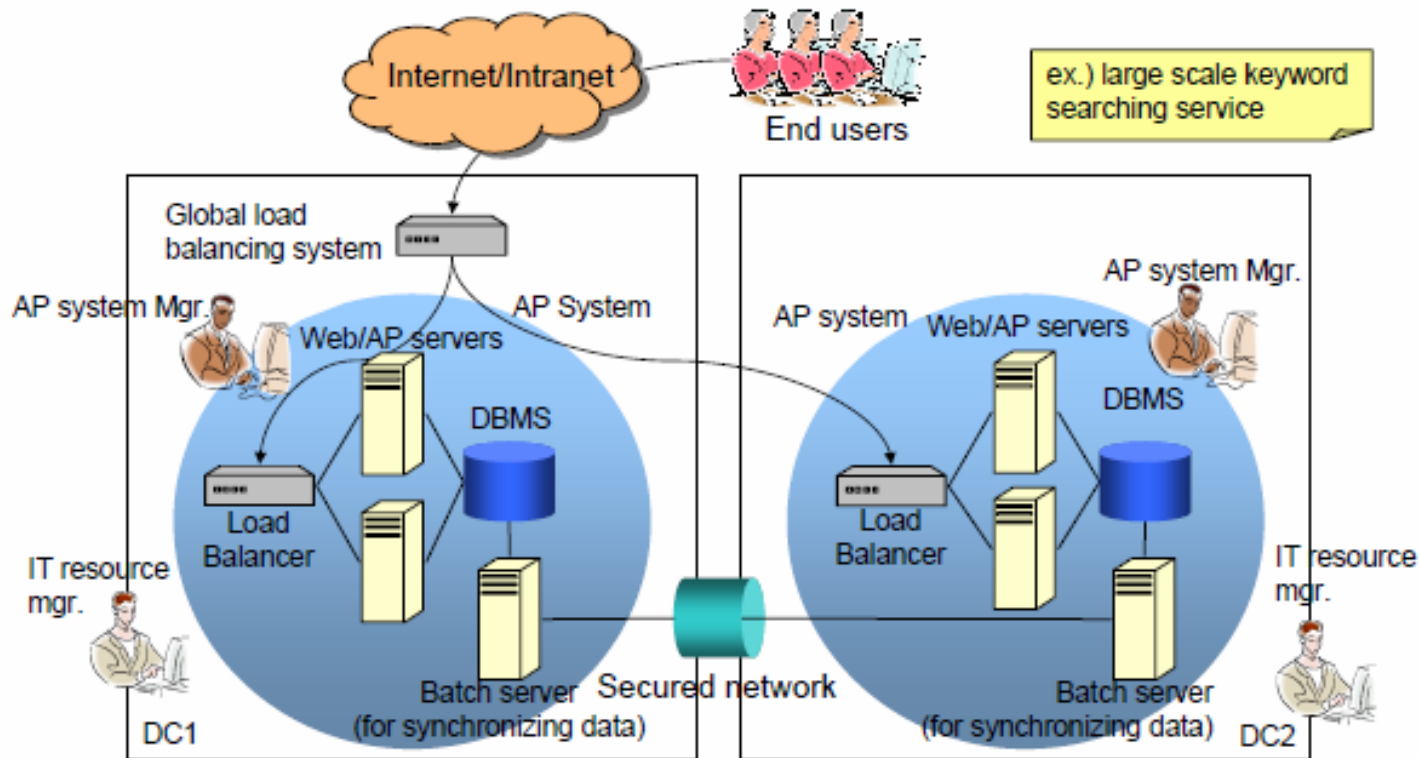 Internet/Intranet
End users
ex.) large scale keyword
searching service
Global load
balancing system
AP system Mgr.
AP System
Web/AP servers
DBMS
Load
Balancer
IT resource
mgr.
Batch server
(for synchronizing data)
DC1
Secured network
AP system Mgr.
AP system
Web/AP servers
DBMS
Load
Balancer
IT resource
mgr.
Batch server
(for synchronizing data)
DC2